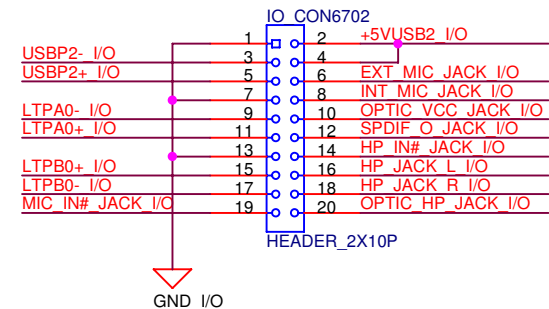 IO_CON6702
1 2 +5VUSB2_I/O
USBP2-_I/O 3 4
USBP2+_I/O 5 6 EXT_MIC_JACK_I/O
7 8 INT_MIC_JACK_I/O
LTPA0-_I/O 9 10 OPTIC_VCC_JACK_I/O
LTPA0+_I/O 11 12 SPDIF_O_JACK_I/O
13 14 HP_IN#_JACK_I/O
LTPB0+_I/O 15 16 HP_JACK_L_I/O
LTPB0-_I/O 17 18 HP_JACK_R_I/O
MIC_IN#_JACK_I/O 19 20 OPTIC_HP_JACK_I/O
HEADER_2X10P
GND_I/O